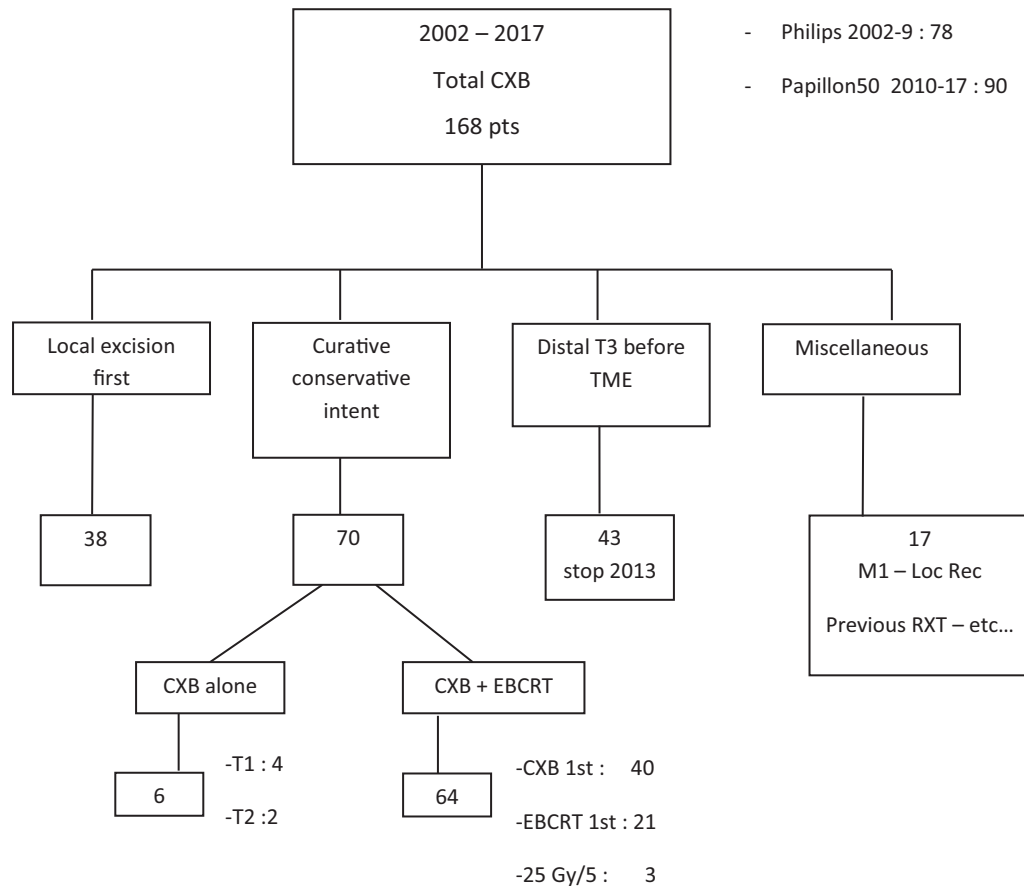 2002 – 2017
Total CXB
168 pts
- Philips 2002-9 : 78
- Papillon50 2010-17 : 90
Local excision
first
Curative
conservative
intent
Distal T3 before
TME
Miscellaneous
38
70
43
stop 2013
17
M1 – Loc Rec
Previous RXT – etc...
CXB alone
CXB + EBCRT
6
-T1 : 4
-T2 :2
64
-CXB 1st : 40
-EBCRT 1st : 21
-25 Gy/5 : 3